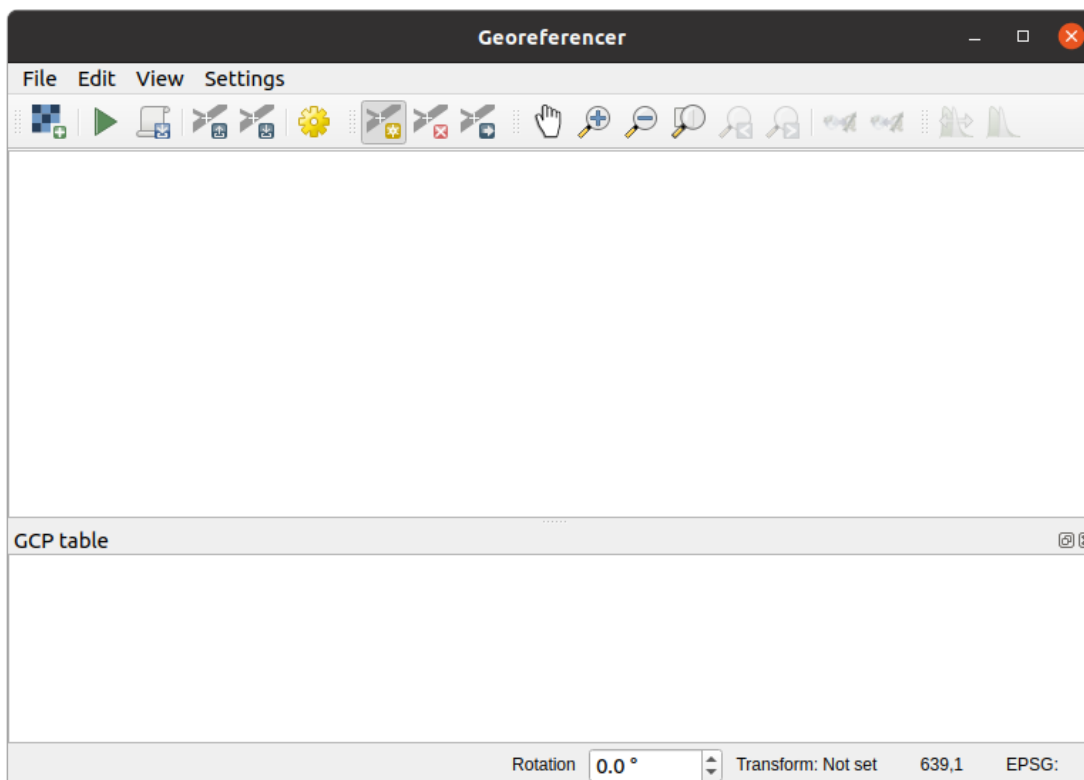 Georeferencer
File Edit View Settings
GCP table
Rotation 0.0 ° Transform: Not set 639,1 EPSG: